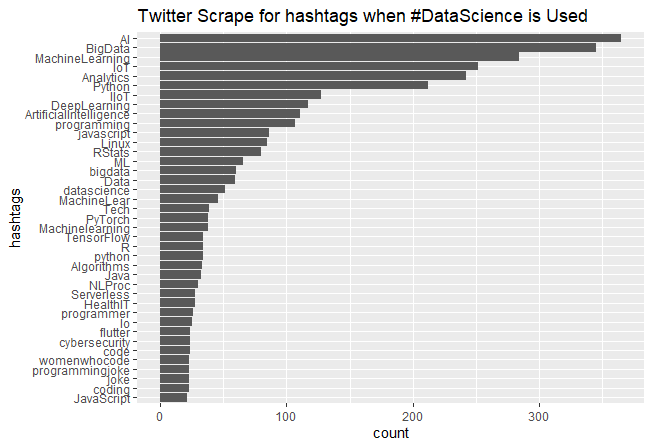 Twitter Scrape for hashtags when #DataScience is Used
hashtags
AI
BigData
MachineLearning
IoT
Analytics
Python
IIoT
DeepLearning
ArtificialIntelligence
programming
javascript
Linux
RStats
ML
bigdata
Data
datascience
MachineLear
Tech
PyTorch
Machinelearning
TensorFlow
R
python
Algorithms
Java
NLProc
Serverless
HealthIT
programmer
Io
flutter
cybersecurity
code
womenwhocode
programmingjoke
joke
coding
JavaScript
0 100 200 300
count